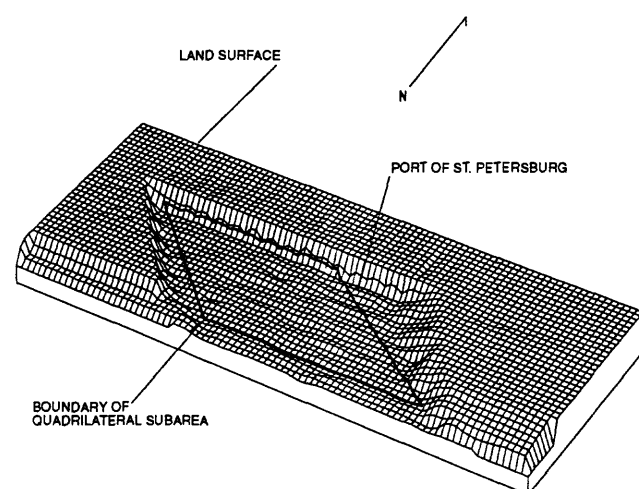 LAND SURFACE
N
PORT OF ST. PETERSBURG
BOUNDARY OF
QUADRILATERAL SUBAREA